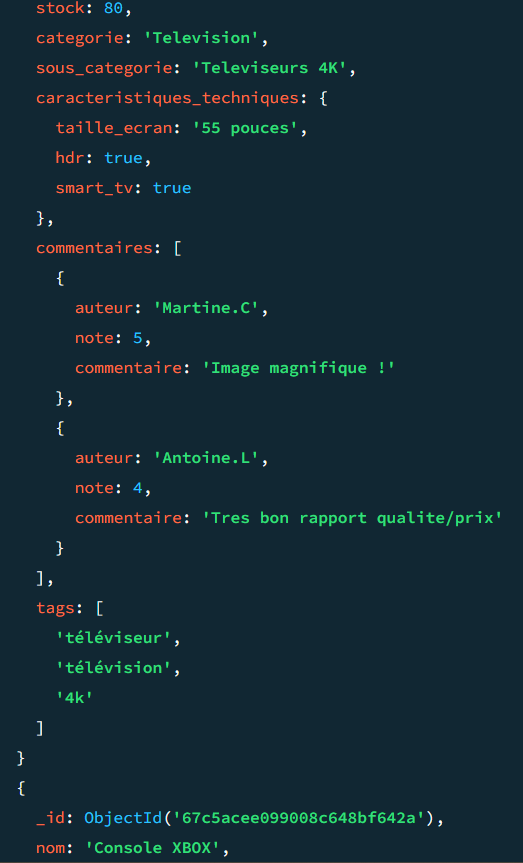 stock: 80,
categorie: 'Television',
sous_categorie: 'Televiseurs 4K',
caracteristiques_techniques: {
taille_ecran: '55 pouces',
hdr: true,
smart_tv: true
},
commentaires: [
{
auteur: 'Martine.C',
note: 5,
commentaire: 'Image magnifique !'
},
{
auteur: 'Antoine.L',
note: 4,
commentaire: 'Tres bon rapport qualite/prix'
}
],
tags: [
'téléviseur',
'télévision',
'4k'
]
}
{
_id: ObjectId('67c5acee099008c648bf642a'),
nom: 'Console XBOX',